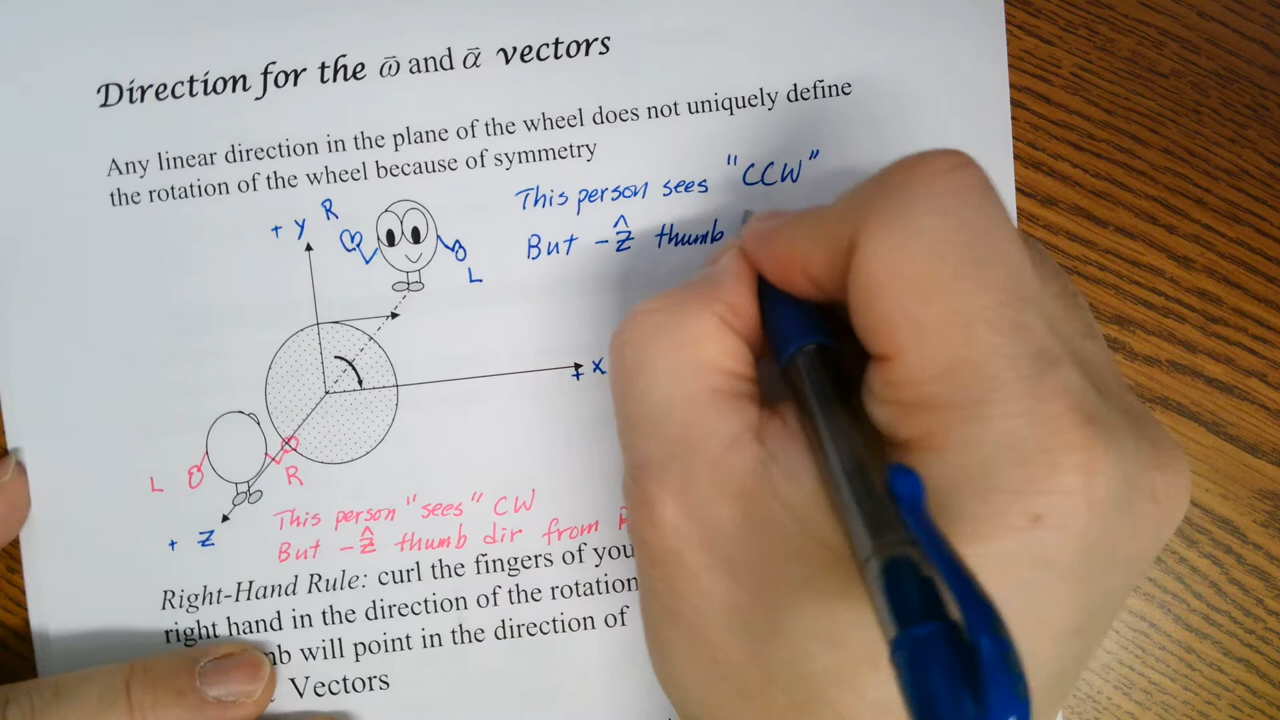 Direction for the ω⃗ and α⃗ vectors
Any linear direction in the plane of the wheel does not uniquely define
the rotation of the wheel because of symmetry
This person sees "CCW"
But -ẑ thumb
R
+ y
L
+ x
L
R
+ z
This person "sees" CW
But -ẑ thumb dir from
Right-Hand Rule: curl the fingers of
right hand in the direction of the rotation
will point in the direction of
Vectors